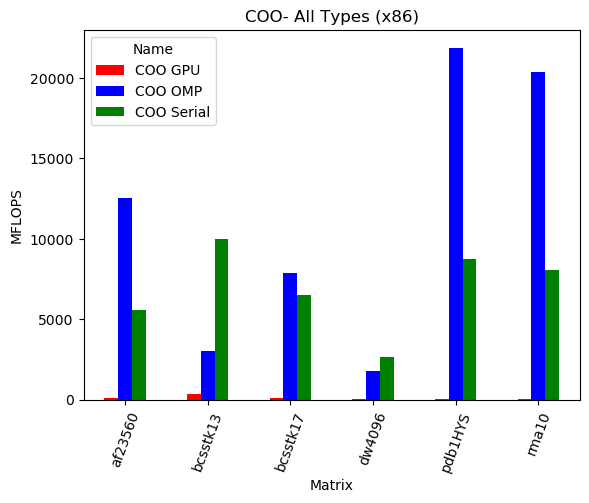 COO- All Types (x86)
Name
COO GPU
COO OMP
COO Serial
MFLOPS
20000
15000
10000
5000
0
af23560
bcsstk13
bcsstk17
dw4096
pdb1HYS
rma10
Matrix